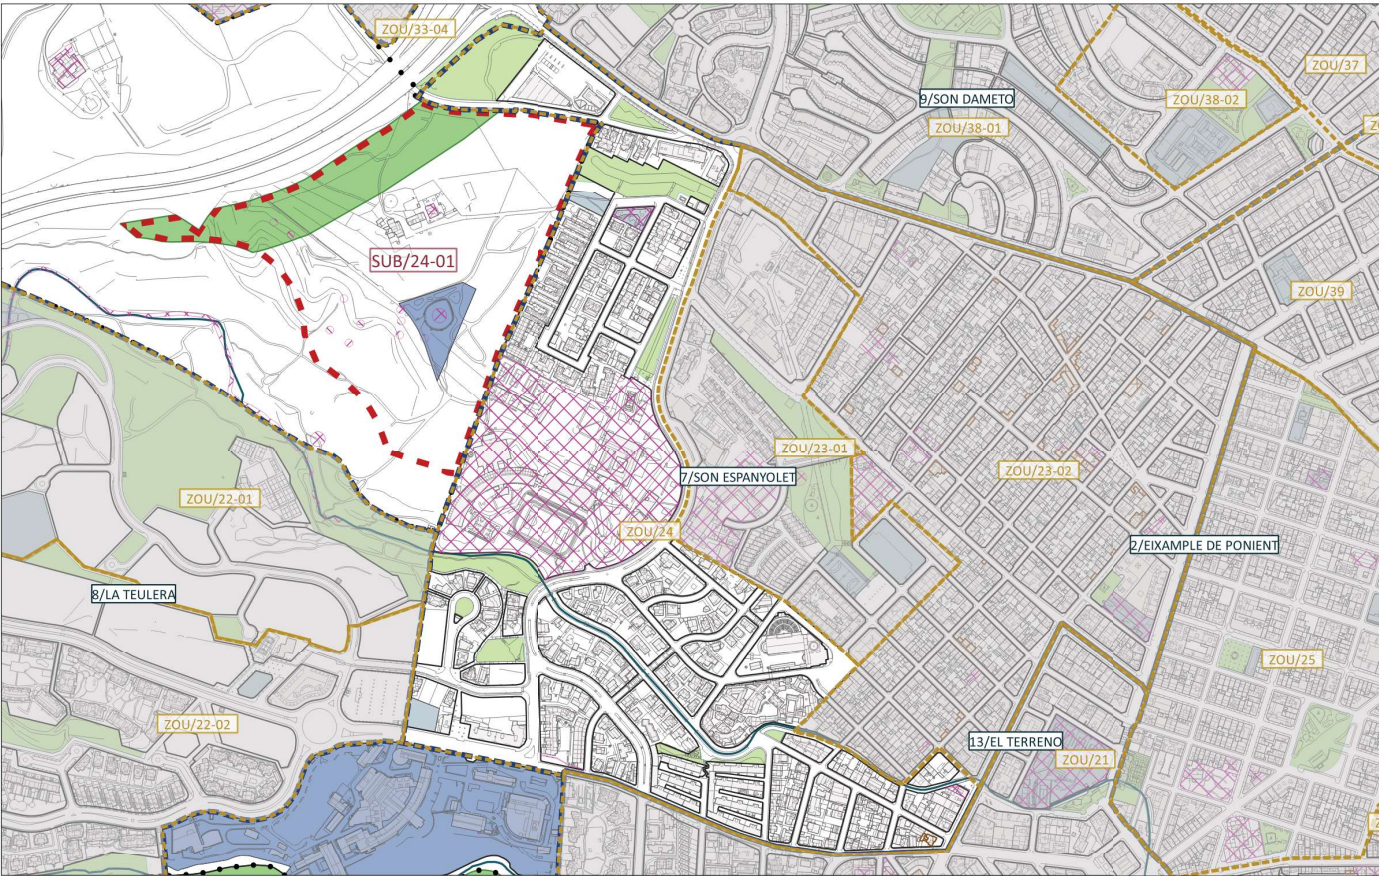 ZOU/33-04
ZOU/37
9/SON DAMETO
ZOU/38-02
ZOU/38-01
SUB/24-01
ZOU/39
ZOU/23-01
ZOU/23-02
7/SON ESPANYOLET
ZOU/22-01
ZOU/24
2/EIXAMPLE DE PONIENT
8/LA TEULERA
ZOU/25
ZOU/22-02
13/EL TERRENO
ZOU/21